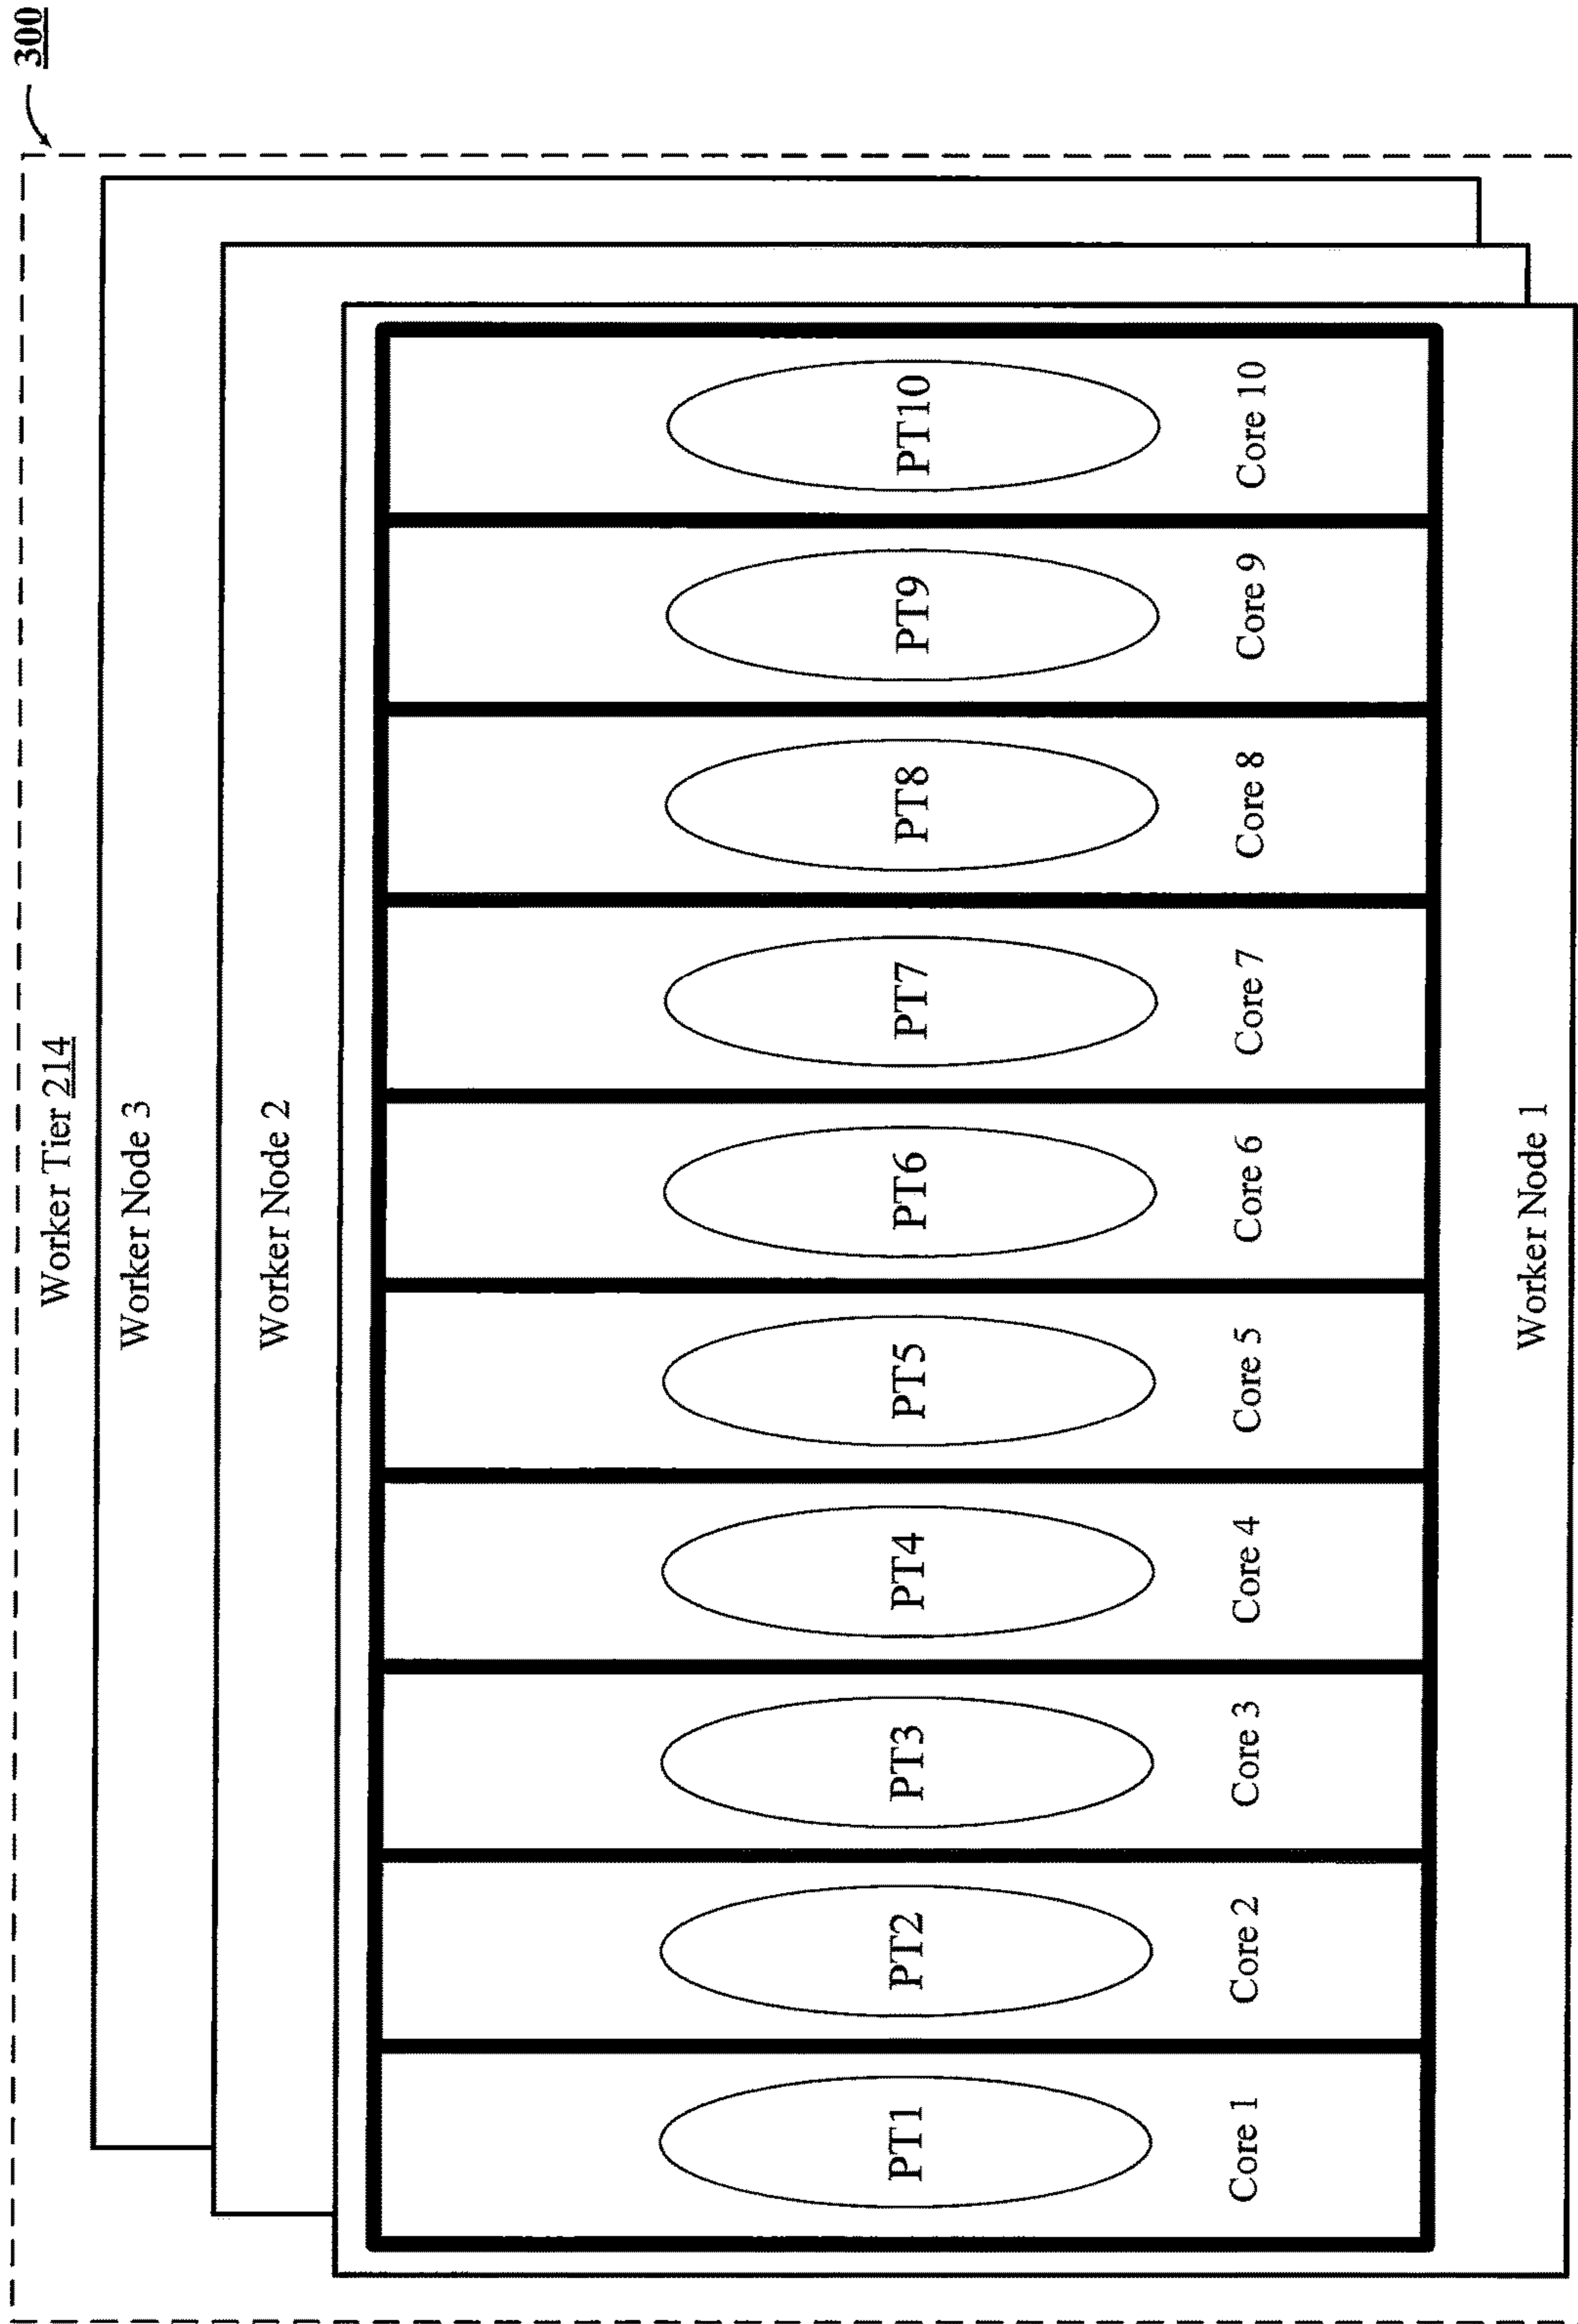 300
Worker Tier 214
Worker Node 3
Worker Node 2
PT1
PT2
PT3
PT4
PT5
PT6
PT7
PT8
PT9
PT10
Core 1
Core 2
Core 3
Core 4
Core 5
Core 6
Core 7
Core 8
Core 9
Core 10
Worker Node 1